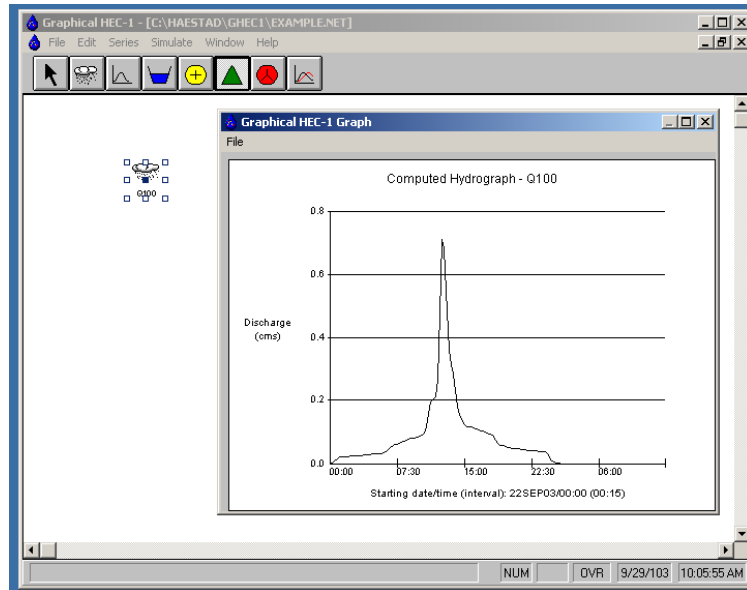 Graphical HEC-1 - [C:\HAESTAD\GHEC1\EXAMPLE.NET]
File Edit Series Simulate Window Help
Graphical HEC-1 Graph
File
Q100
Computed Hydrograph - Q100
0.8
0.6
Discharge
(cms)
0.4
0.2
0.0
00:00 07:30 15:00 22:30 06:00
Starting date/time (interval): 22SEP03/00:00 (00:15)
NUM OVR 9/29/103 10:05:55 AM